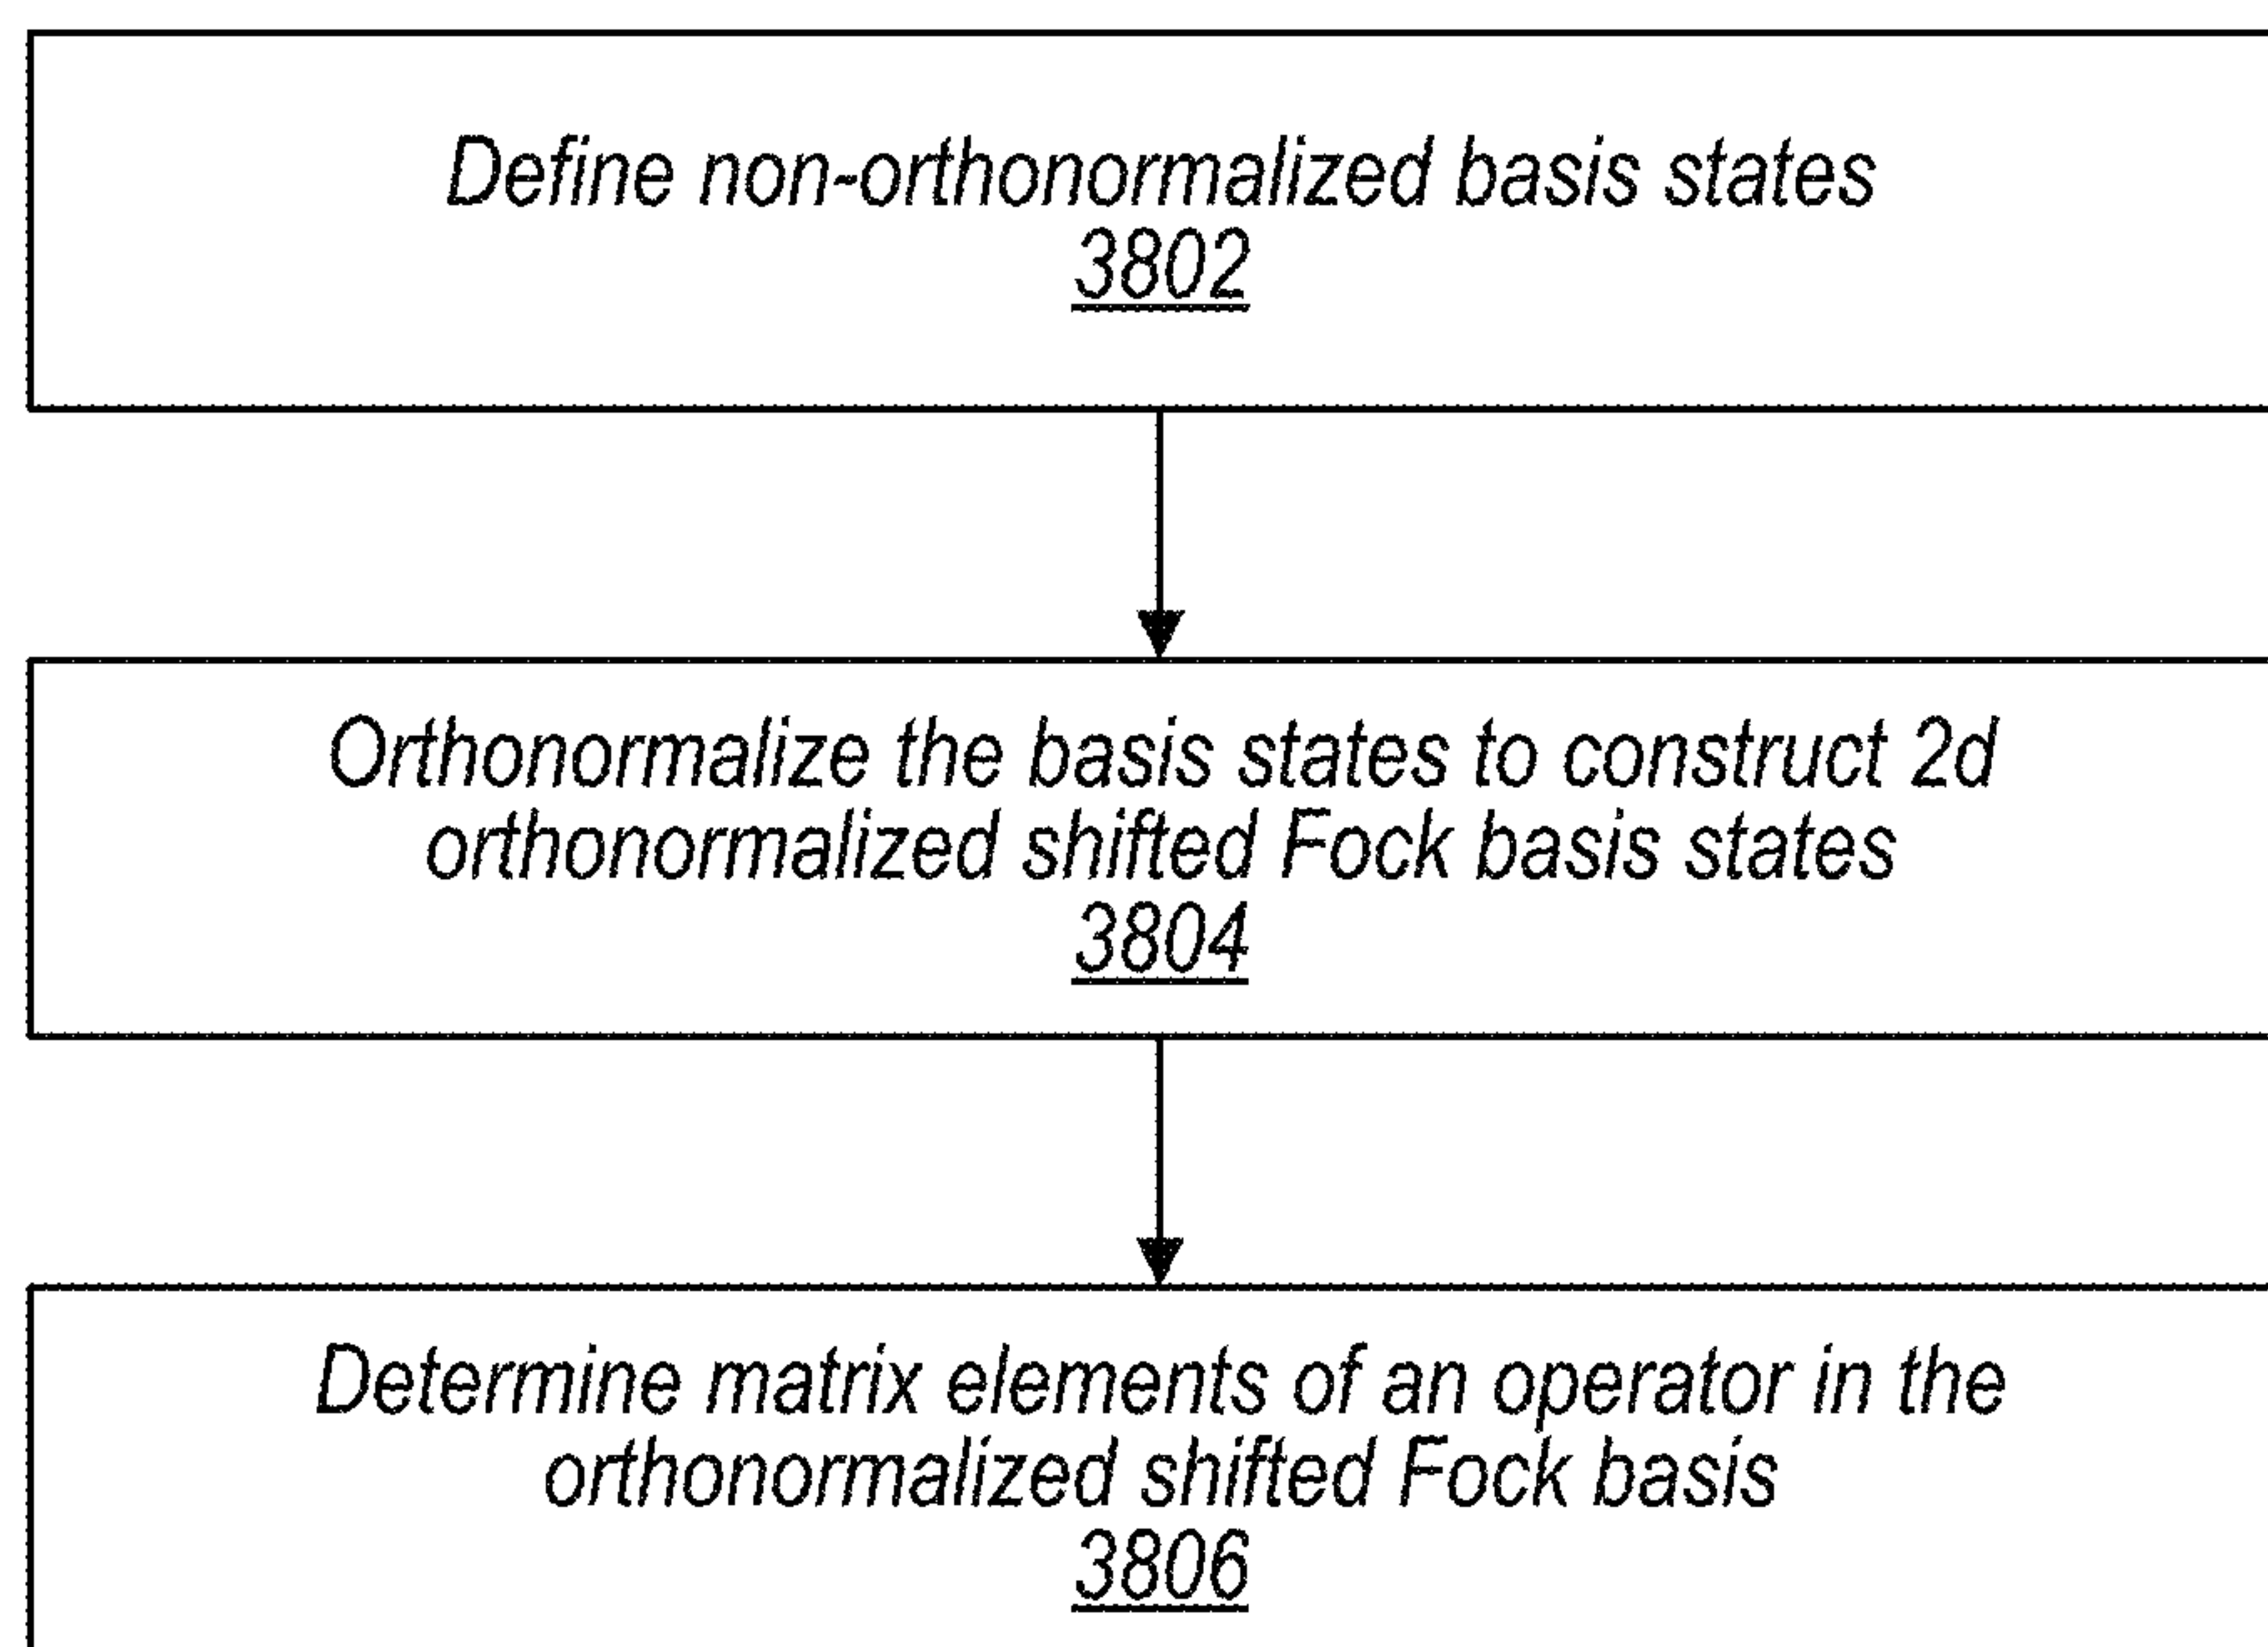 Define non-orthonormalized basis states
3802
Orthonormalize the basis states to construct 2d
orthonormalized shifted Fock basis states
3804
Determine matrix elements of an operator in the
orthonormalized shifted Fock basis
3806